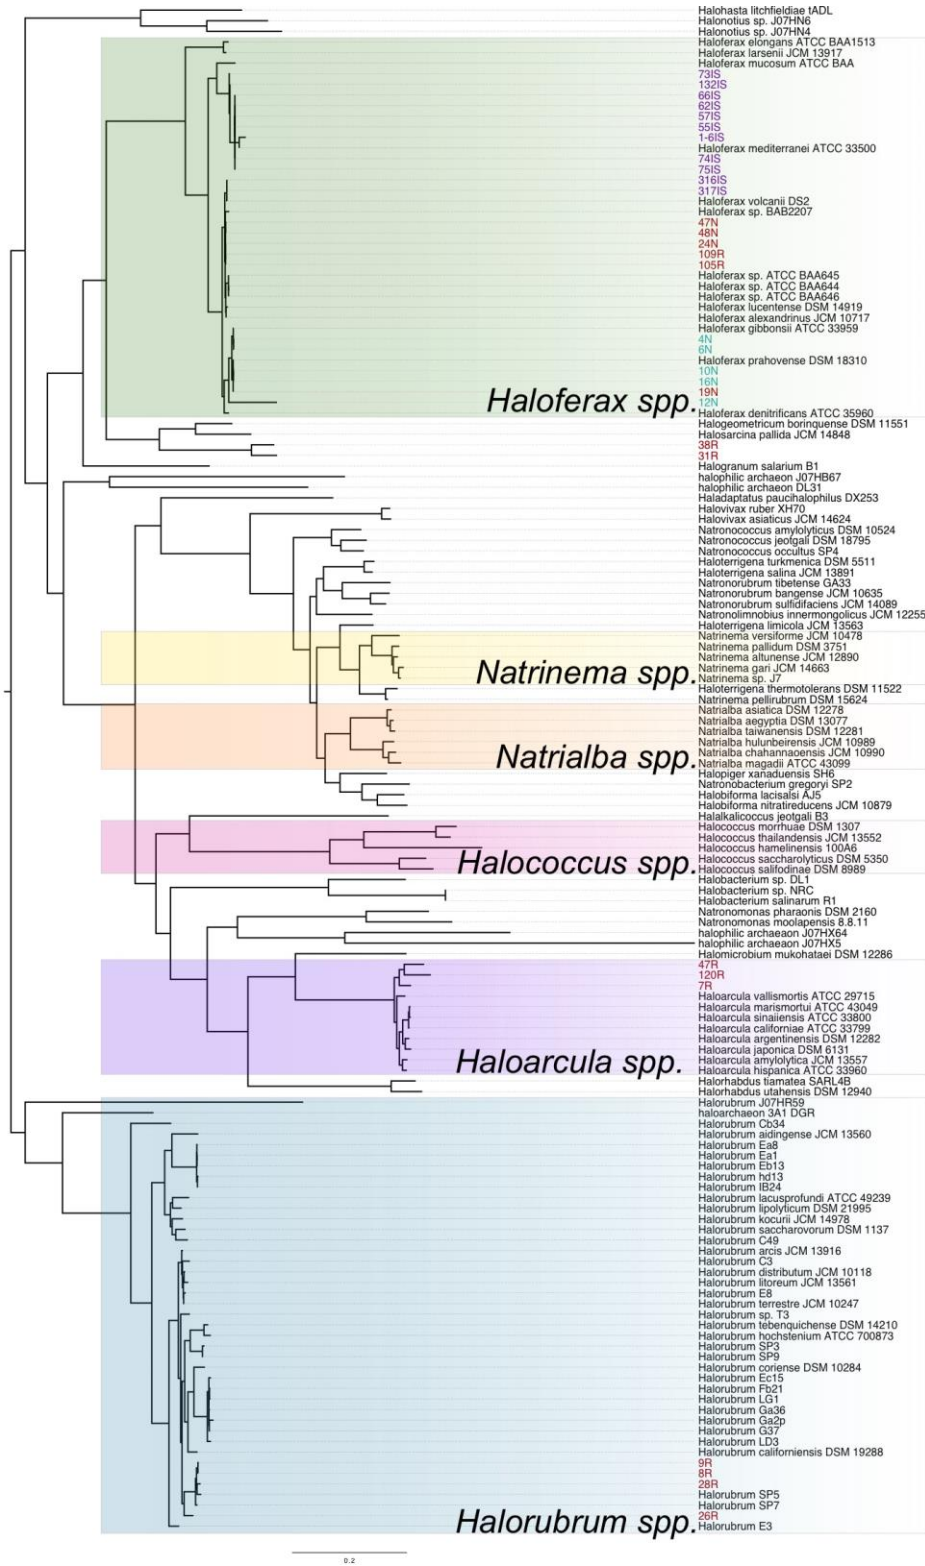 Halohasta litchfieldiae tADL
Halonotius sp. J07HN6
Halonotius sp. J07HN4
Haloferax elongans ATCC BAA1513
Haloferax larsenii JCM 13917
Haloferax mucosum ATCC BAA
73IS
132IS
66IS
62IS
57IS
55IS
1-6IS
Haloferax mediterranei ATCC 33500
74IS
75IS
316IS
317IS
Haloferax volcanii DS2
Haloferax sp. BAB2207
47N
48N
24N
109R
105R
Haloferax sp. ATCC BAA645
Haloferax sp. ATCC BAA644
Haloferax sp. ATCC BAA646
Haloferax lucentense DSM 14919
Haloferax alexandrinus JCM 10717
Haloferax gibbonsii ATCC 33959
4N
6N
Haloferax prahovense DSM 18310
10N
16N
19N
12N
Haloferax spp.
Haloferax denitrificans ATCC 35960
Halogeometricum borinquense DSM 11551
Halosarcina pallida JCM 14848
38R
31R
Halogranum salarium B1
halophilic archaeon J07HB67
halophilic archaeon DL31
Haladaptatus paucihalophilus DX253
Halovivax ruber XH70
Halovivax asiaticus JCM 14624
Natronococcus amylolyticus DSM 10524
Natronococcus jeotgali DSM 18795
Natronococcus occultus SP4
Haloterrigena turkmenica DSM 5511
Haloterrigena salina JCM 13891
Natronorubrum tibetense GA33
Natronorubrum bangense JCM 10635
Natronorubrum sulfidifaciens JCM 14089
Natronolimnobius innermongolicus JCM 12255
Haloterrigena limicola JCM 13563
Natrinema versiforme JCM 10478
Natrinema pallidum DSM 3751
Natrinema altunense JCM 12890
Natrinema gari JCM 14663
Natrinema spp.
Natrinema sp. J7
Haloterrigena thermotolerans DSM 11522
Natrinema pellirubrum DSM 15624
Natrialba asiatica DSM 12278
Natrialba aegyptia DSM 13077
Natrialba taiwanensis DSM 12281
Natrialba hulunbeirensis JCM 10989
Natrialba chahannaoensis JCM 10990
Natrialba spp.
Natrialba magadii ATCC 43099
Halopiger xanaduensis SH6
Natronobacterium gregoryi SP2
Halobiforma lacisalsi AJ5
Halobiforma nitratireducens JCM 10879
Halalkalicoccus jeotgali B3
Halococcus morrhuae DSM 1307
Halococcus thailandensis JCM 13552
Halococcus hamelinensis 100A6
Halococcus saccharolyticus DSM 5350
Halococcus spp.
Halococcus salifodinae DSM 8989
Halobacterium sp. DL1
Halobacterium sp. NRC
Halobacterium salinarum R1
Natronomonas pharaonis DSM 2160
Natronomonas moolapensis 8.8.11
halophilic archaeaon J07HX64
halophilic archaeaon J07HX5
Halomicrobium mukohataei DSM 12286
47R
120R
7R
Haloarcula vallismortis ATCC 29715
Haloarcula marismortui ATCC 43049
Haloarcula sinaiiensis ATCC 33800
Haloarcula californiae ATCC 33799
Haloarcula argentinensis DSM 12282
Haloarcula japonica DSM 6131
Haloarcula amylolytica JCM 13557
Haloarcula spp.
Haloarcula hispanica ATCC 33960
Halorhabdus tiamatea SARL4B
Halorhabdus utahensis DSM 12940
Halorubrum J07HR59
haloarchaeon 3A1 DGR
Halorubrum Cb34
Halorubrum aidingense JCM 13560
Halorubrum Ea8
Halorubrum Ea1
Halorubrum Eb13
Halorubrum hd13
Halorubrum IB24
Halorubrum lacusprofundi ATCC 49239
Halorubrum lipolyticum DSM 21995
Halorubrum kocurii JCM 14978
Halorubrum saccharovorum DSM 1137
Halorubrum C49
Halorubrum arcis JCM 13916
Halorubrum C3
Halorubrum distributum JCM 10118
Halorubrum litoreum JCM 13561
Halorubrum E8
Halorubrum terrestre JCM 10247
Halorubrum sp. T3
Halorubrum tebenquichense DSM 14210
Halorubrum hochstenium ATCC 700873
Halorubrum SP3
Halorubrum SP9
Halorubrum coriense DSM 10284
Halorubrum Ec15
Halorubrum Fb21
Halorubrum LG1
Halorubrum Ga36
Halorubrum Ga2p
Halorubrum G37
Halorubrum LD3
Halorubrum californiensis DSM 19288
9R
8R
28R
Halorubrum SP5
Halorubrum SP7
26R
Halorubrum spp.
Halorubrum E3
0.2